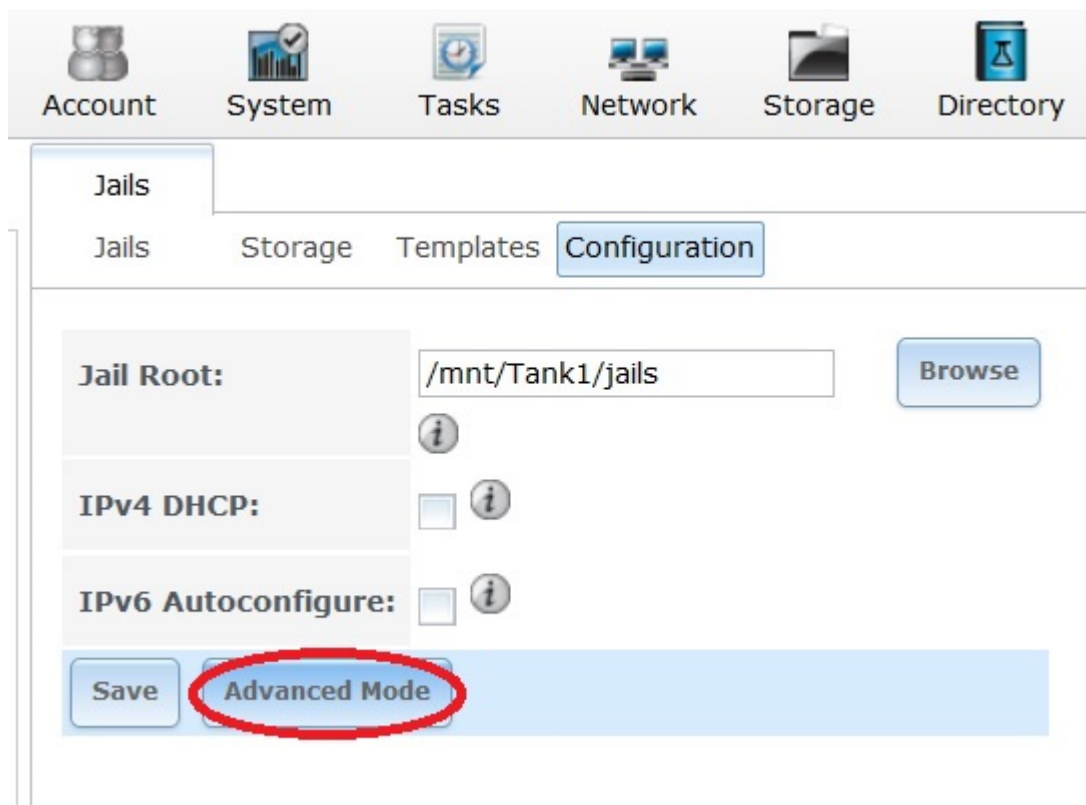 Account System Tasks Network Storage Directory
Jails
Jails Storage Templates Configuration
Jail Root: /mnt/Tank1/jails Browse
IPv4 DHCP:
IPv6 Autoconfigure:
Save Advanced Mode